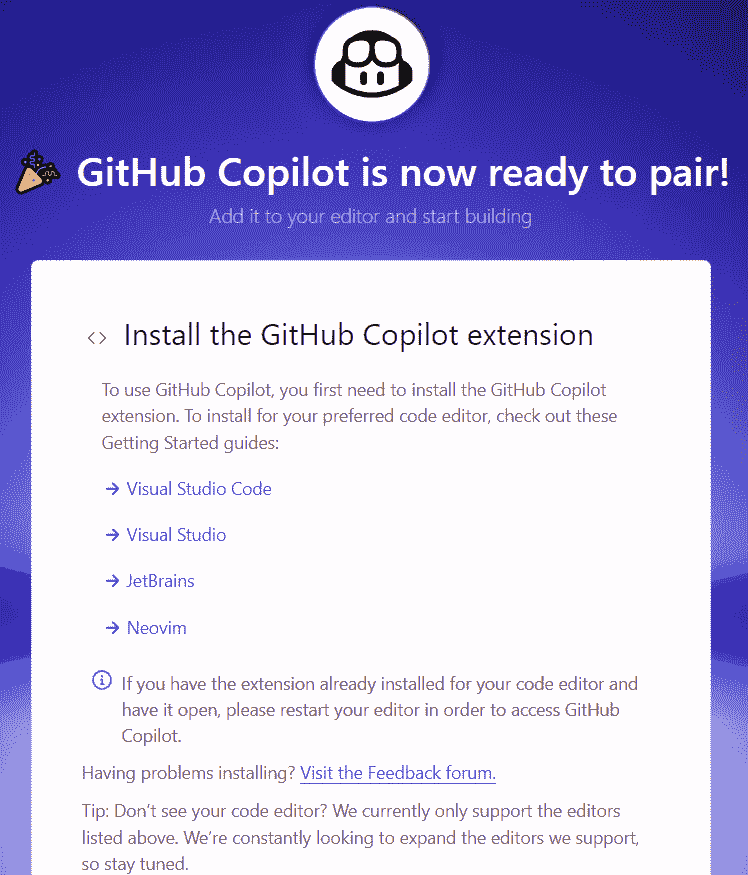 GitHub Copilot is now ready to pair!
Add it to your editor and start building
Install the GitHub Copilot extension
To use GitHub Copilot, you first need to install the GitHub Copilot
extension. To install for your preferred code editor, check out these
Getting Started guides:
→ Visual Studio Code
→ Visual Studio
→ JetBrains
→ Neovim
If you have the extension already installed for your code editor and
have it open, please restart your editor in order to access GitHub
Copilot.
Having problems installing? Visit the Feedback forum.
Tip: Don't see your code editor? We currently only support the editors
listed above. We're constantly looking to expand the editors we support,
so stay tuned.